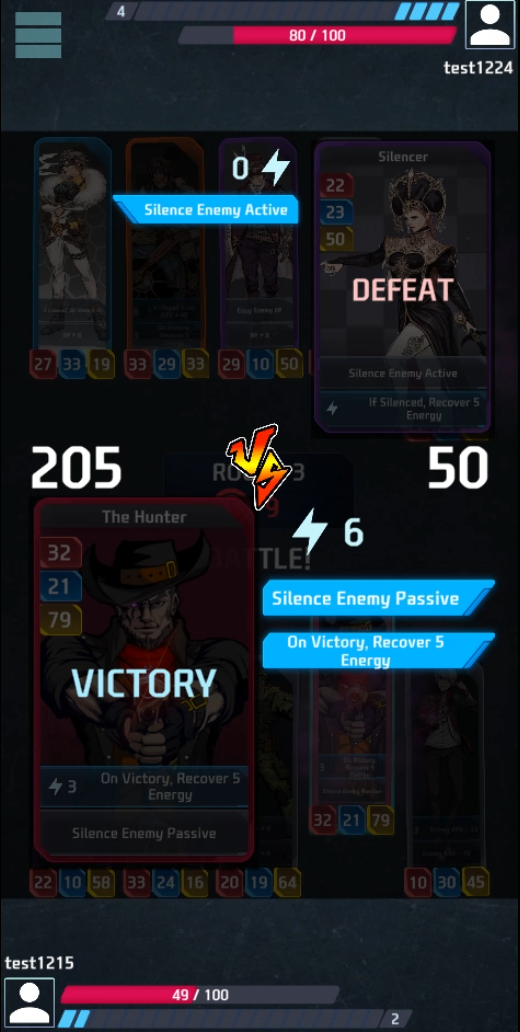 4
80 / 100
test1224
0
Silence Enemy Active
Silencer
22
23
50
DEFEAT
Silence Enemy Active
If Silenced, Recover 5
Energy
27 33 19
33 29 33
29 10 50
205
VS
50
9
6
The Hunter
32
21
79
Silence Enemy Passive
On Victory, Recover 5
Energy
VICTORY
3
On Victory, Recover 5
Energy
Silence Enemy Passive
32 21 79
22 10 58
33 24 16
20 19 64
10 30 45
test1215
49 / 100
2